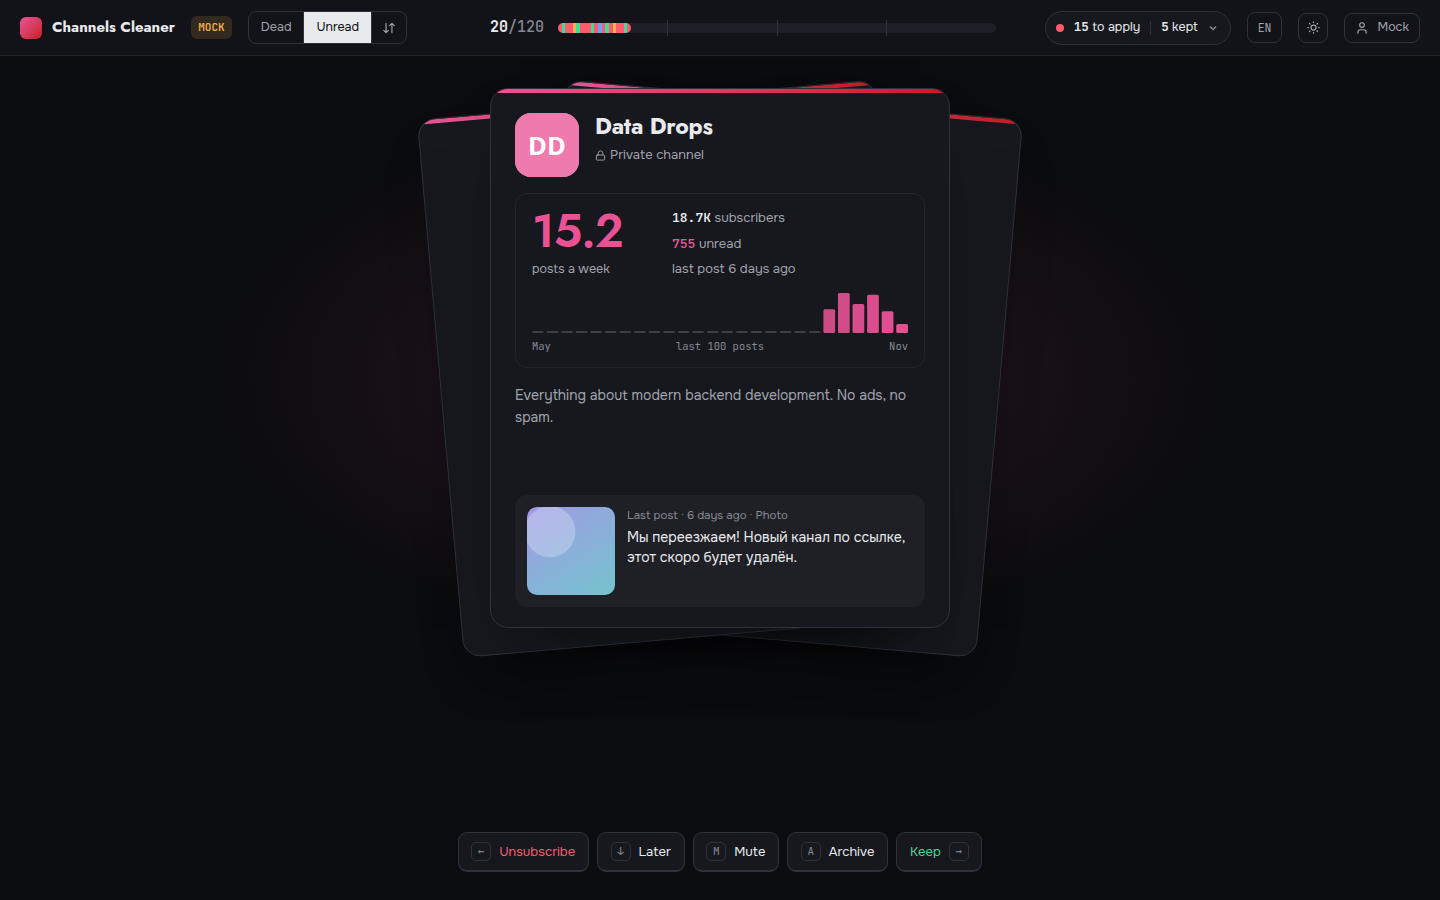 Channels Cleaner MOCK Dead Unread 20/120 15 to apply 5 kept EN Mock
DD
Data Drops
Private channel
15.2
posts a week
18.7K subscribers
755 unread
last post 6 days ago
May last 100 posts Nov
Everything about modern backend development. No ads, no
spam.
Last post · 6 days ago · Photo
Мы переезжаем! Новый канал по ссылке,
этот скоро будет удалён.
← Unsubscribe ↓ Later M Mute A Archive Keep →